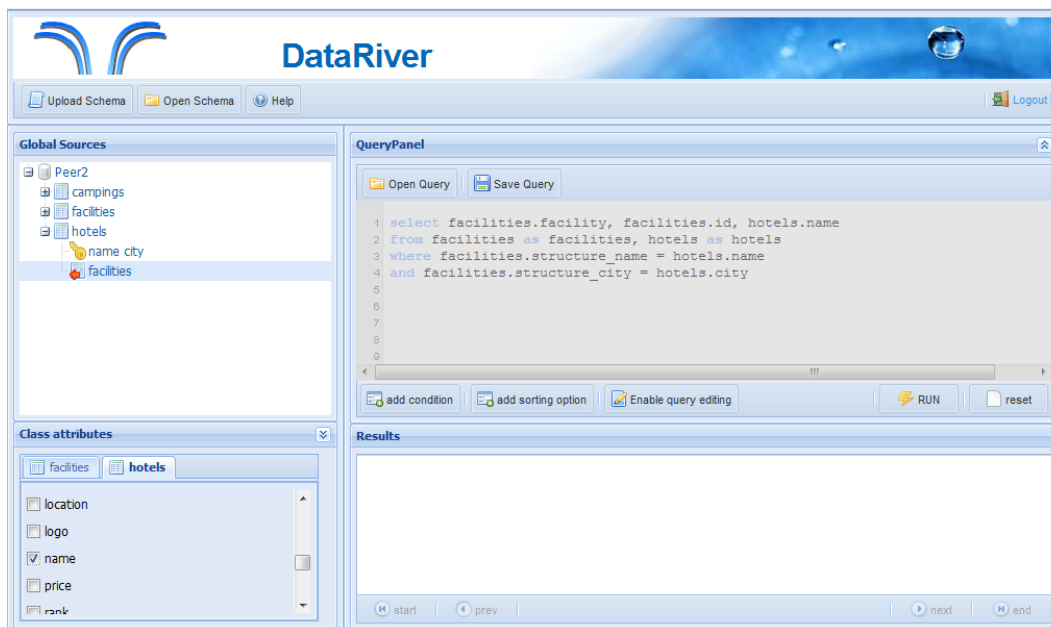 DataRiver
Upload Schema Open Schema Help Logout
Global Sources
Peer2
campings
facilities
hotels
name city
facilities
QueryPanel
Open Query Save Query
1 select facilities.facility, facilities.id, hotels.name
2 from facilities as facilities, hotels as hotels
3 where facilities.structure_name = hotels.name
4 and facilities.structure_city = hotels.city
5
6
7
8
9
add condition add sorting option Enable query editing RUN reset
Class attributes
facilities hotels
location
logo
name
price
rank
Results
start prev next end